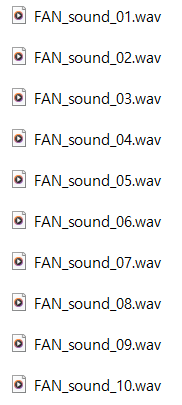 FAN_sound_01.wav
FAN_sound_02.wav
FAN_sound_03.wav
FAN_sound_04.wav
FAN_sound_05.wav
FAN_sound_06.wav
FAN_sound_07.wav
FAN_sound_08.wav
FAN_sound_09.wav
FAN_sound_10.wav